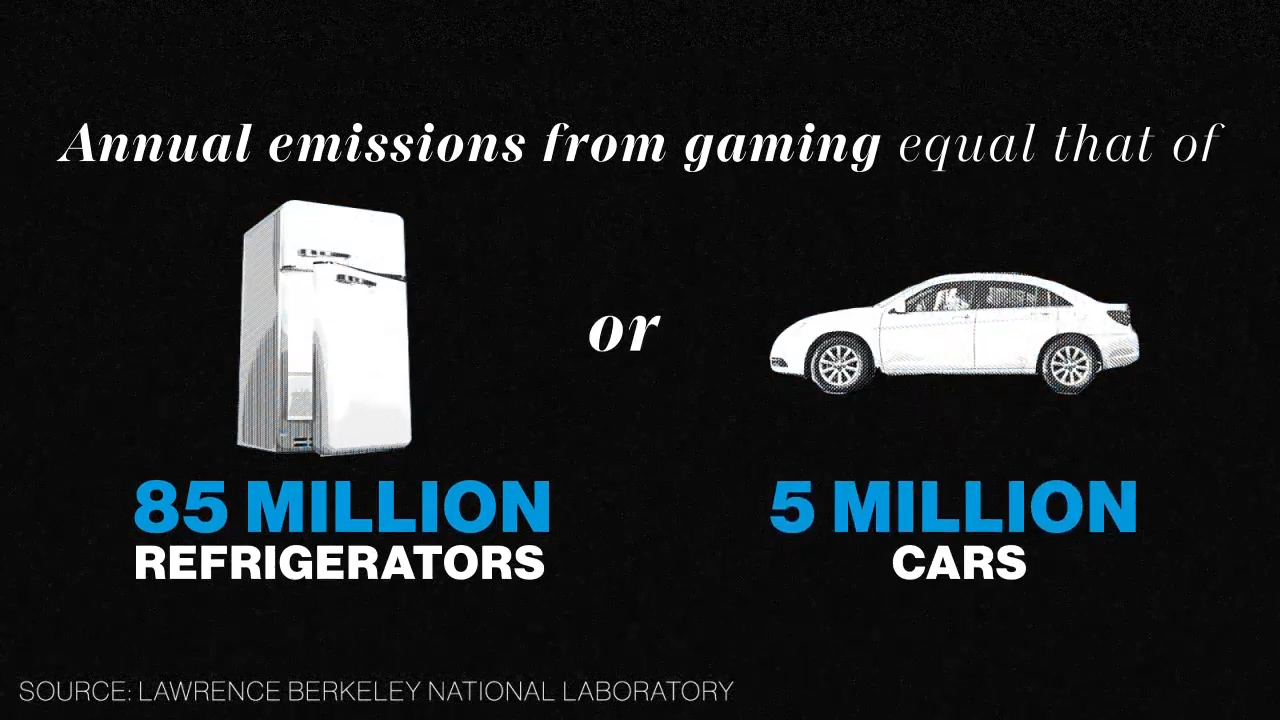 Annual emissions from gaming equal that of
or
85 MILLION
REFRIGERATORS
5 MILLION
CARS
SOURCE: LAWRENCE BERKELEY NATIONAL LABORATORY